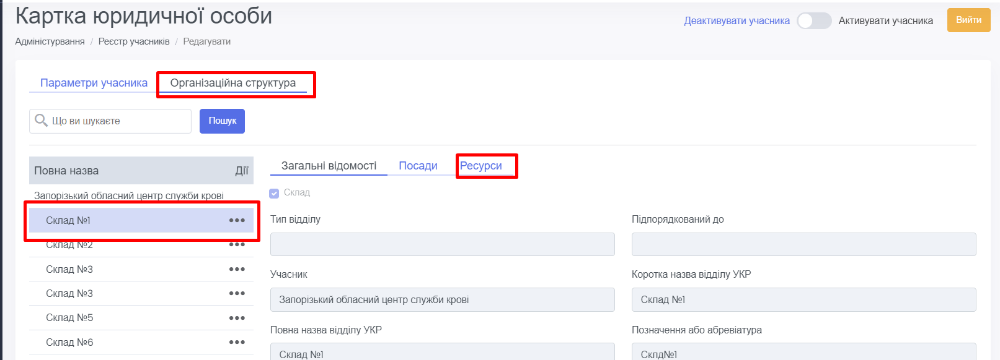 Картка юридичної особи
Деактивувати учасника Активувати учасника Вийти
Адміністурвання / Реєстр учасників / Редагувати
Параметри учасника Організаційна структура
Що ви шукаєте Пошук
Повна назва Дії
Загальні відомості Посади Ресурси
Запорізький обласний центр служби крові
Склад
Склад №1
Склад №2
Склад №3
Склад №3
Склад №5
Склад №6
Тип відділу Підпорядкований до
Учасник Коротка назва відділу УКР
Запорізький обласний центр служби крові Склад №1
Повна назва відділу УКР Позначення або абревіатура
Склад №1 Склд№1